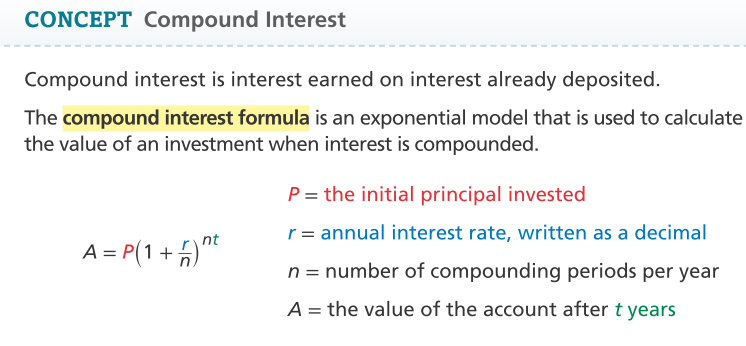 CONCEPT Compound Interest
Compound interest is interest earned on interest already deposited.
The compound interest formula is an exponential model that is used to calculate
the value of an investment when interest is compounded.
P = the initial principal invested
r = annual interest rate, written as a decimal
A = P(1 + r/n)^nt
n = number of compounding periods per year
A = the value of the account after t years